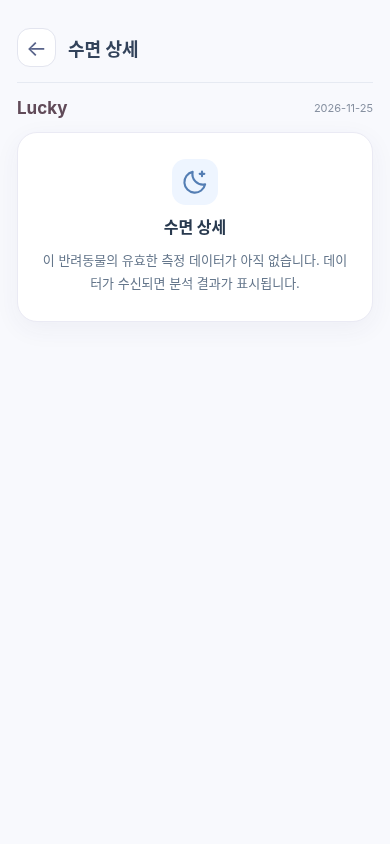 수면 상세
Lucky
2026-11-25
수면 상세
이 반려동물의 유효한 측정 데이터가 아직 없습니다. 데이
터가 수신되면 분석 결과가 표시됩니다.